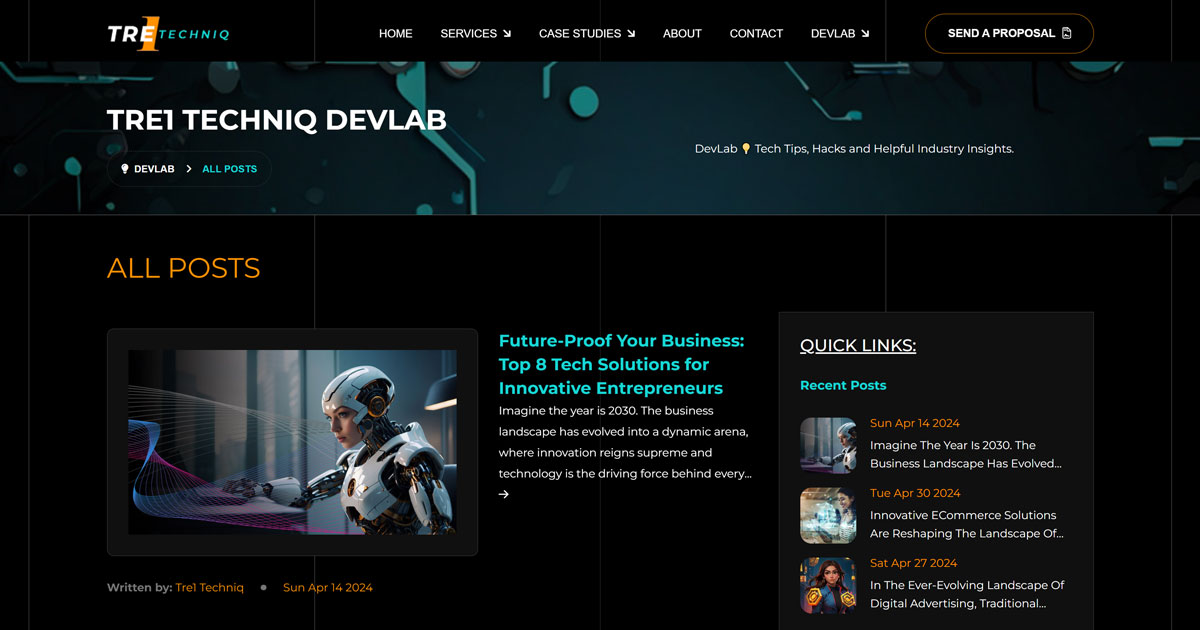 TRE1 TECHNIQ
HOME
SERVICES
CASE STUDIES
ABOUT
CONTACT
DEVLAB
SEND A PROPOSAL
TRE1 TECHNIQ DEVLAB
DEVLAB
ALL POSTS
DevLab 💡 Tech Tips, Hacks and Helpful Industry Insights.
ALL POSTS
Future-Proof Your Business:
Top 8 Tech Solutions for
Innovative Entrepreneurs
Imagine the year is 2030. The business
landscape has evolved into a dynamic arena,
where innovation reigns supreme and
technology is the driving force behind every...
Written by: Tre1 Techniq
Sun Apr 14 2024
QUICK LINKS:
Recent Posts
Sun Apr 14 2024
Imagine The Year Is 2030. The
Business Landscape Has Evolved...
Tue Apr 30 2024
Innovative ECommerce Solutions
Are Reshaping The Landscape Of...
Sat Apr 27 2024
In The Ever-Evolving Landscape Of
Digital Advertising, Traditional...